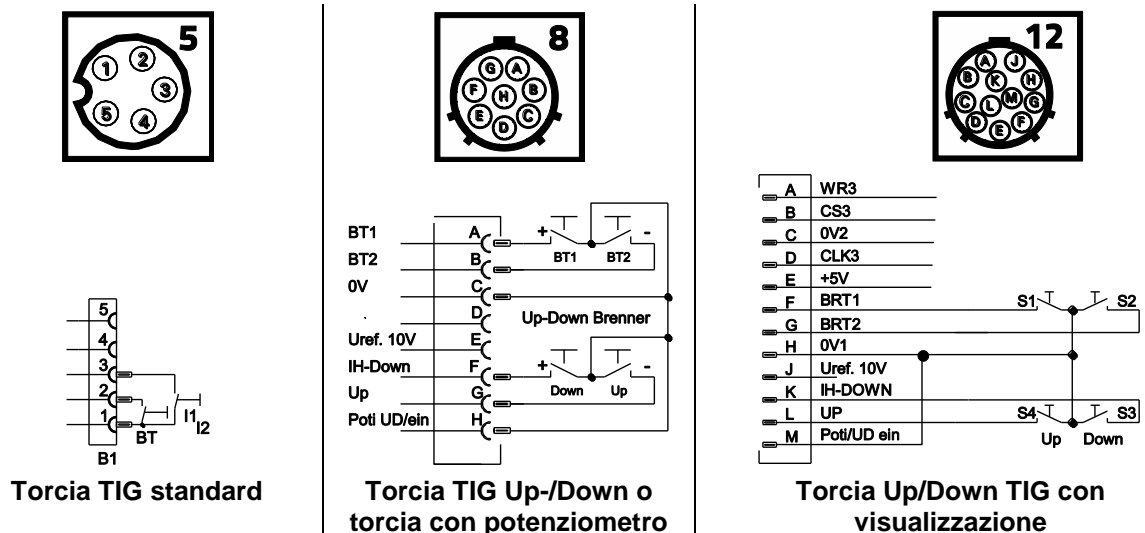 5
1
2
3
4
5
5
4
3
2
1
BT
I1
I2
B1
Torcia TIG standard
8
G
A
F
H
B
E
C
D
BT1
BT2
0V
.
Uref. 10V
IH-Down
Up
Poti UD/ein
A
B
C
D
E
F
G
H
+
-
BT1 BT2
Up-Down Brenner
+
-
Down Up
Torcia TIG Up-/Down o
torcia con potenziometro
12
A
J
B
K
H
C
L
M
G
D
E
F
A WR3
B CS3
C 0V2
D CLK3
E +5V
F BRT1
G BRT2
H 0V1
J Uref. 10V
K IH-DOWN
L UP
M Poti/UD ein
S1 S2
S4 S3
Up Down
Torcia Up/Down TIG con
visualizzazione